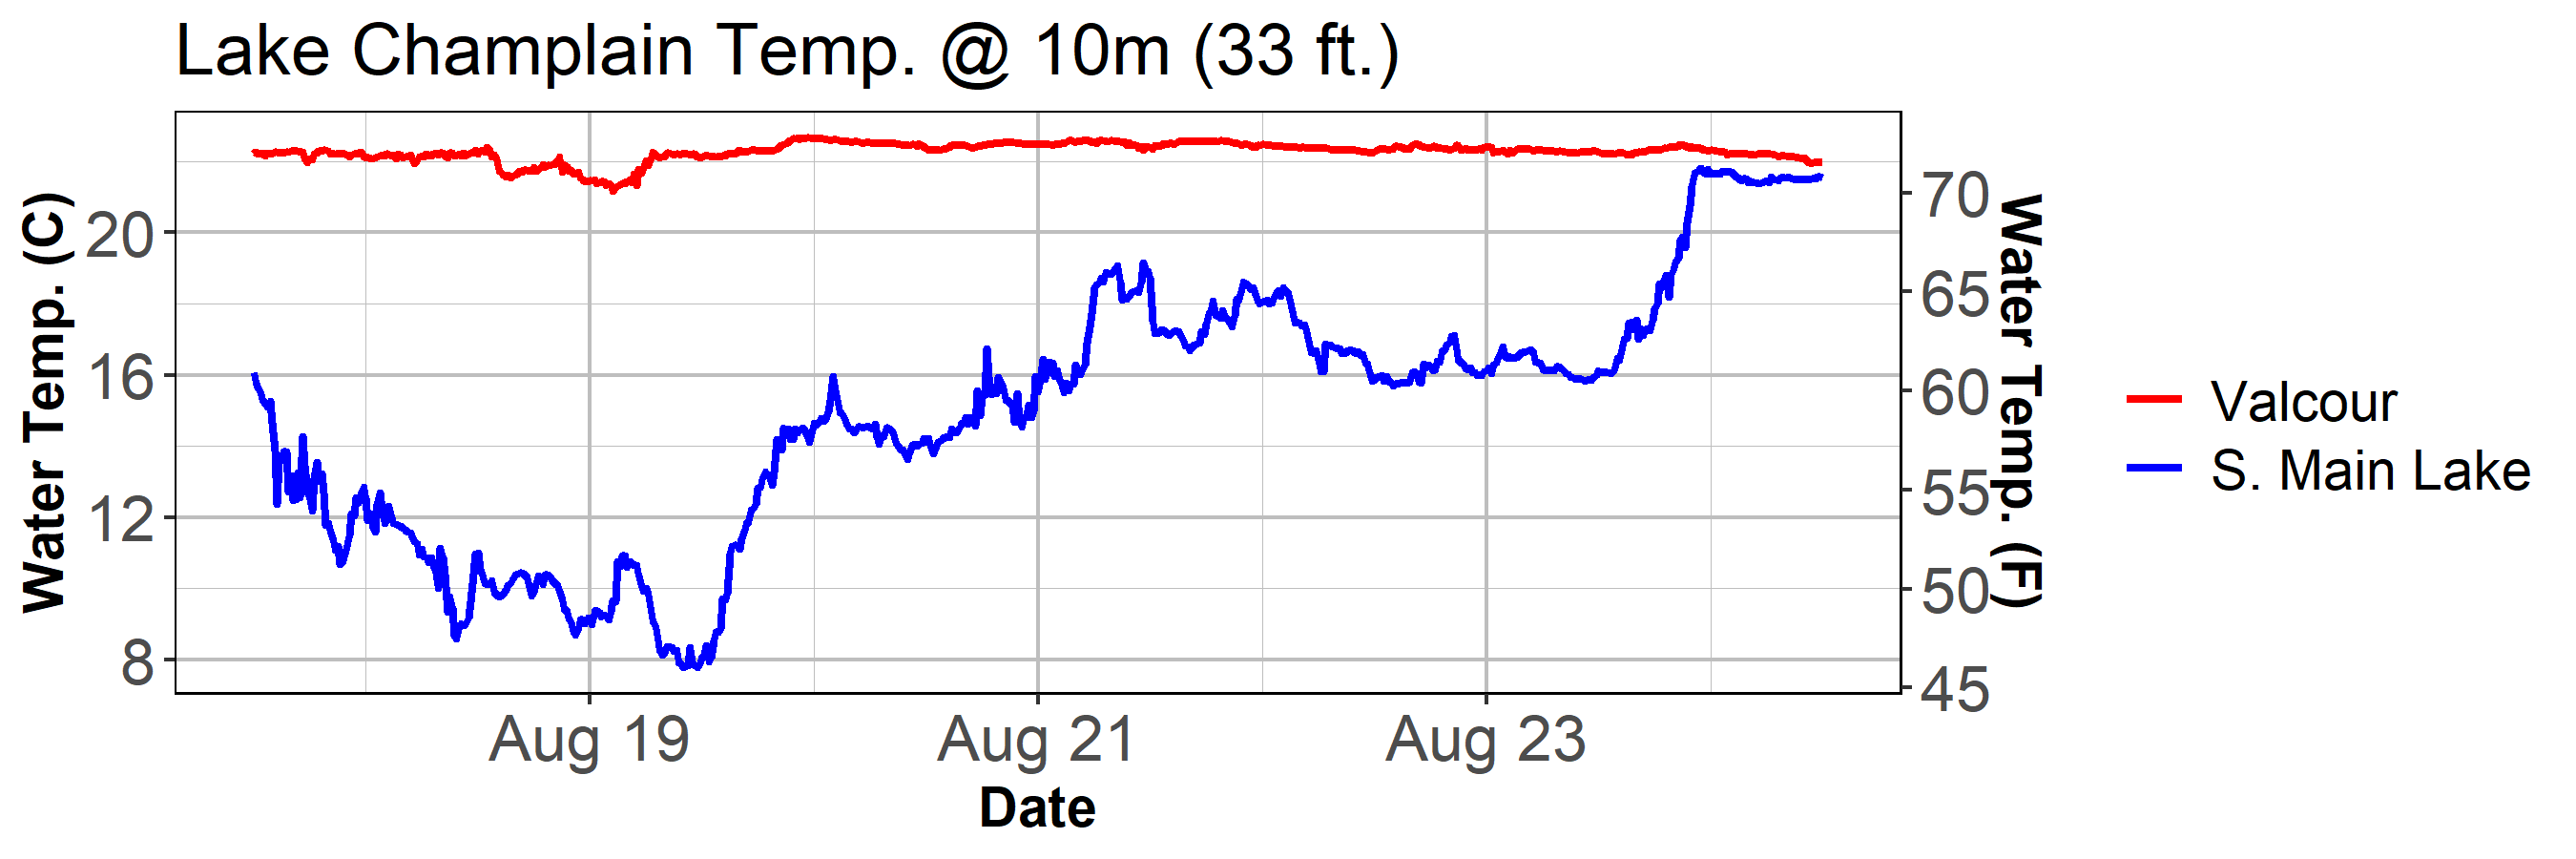 Lake Champlain Temp. @ 10m (33 ft.)
Water Temp. (C)
20
16
12
8
70
65
60
55
50
45
Water Temp. (F)
Aug 19
Aug 21
Aug 23
Date
Valcour
S. Main Lake